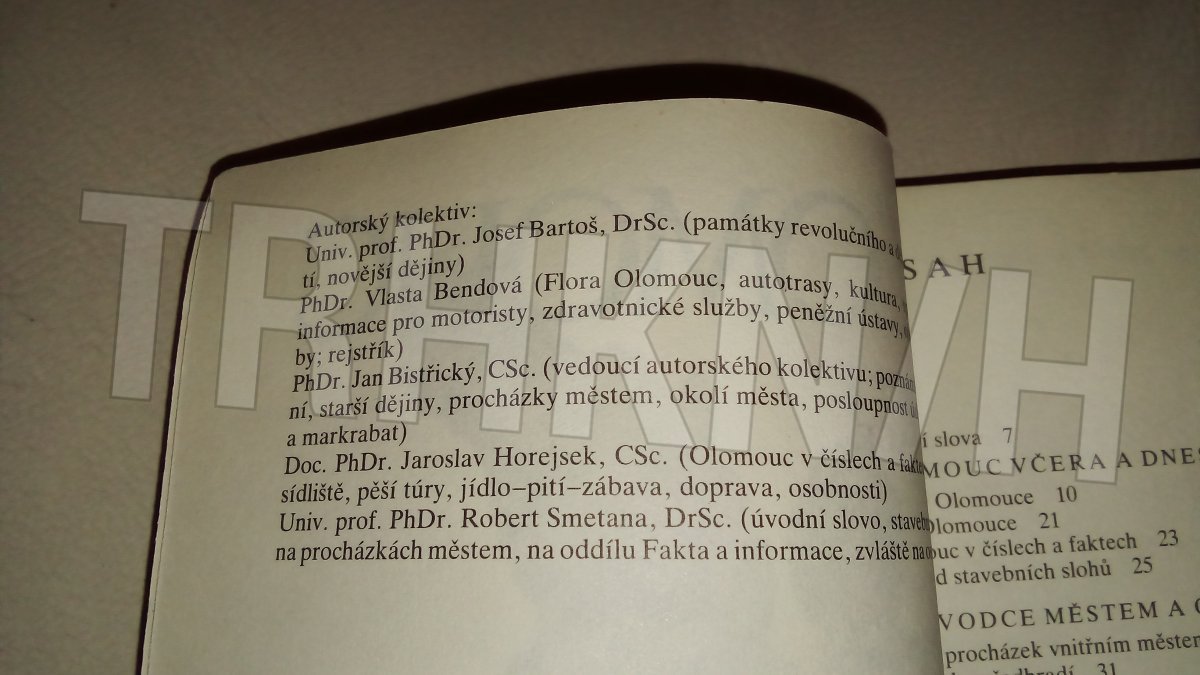 Autorský kolektiv:
Univ. prof. PhDr. Josef Bartoš, DrSc. (památky revolučního a
tí, novější dějiny)
PhDr. Vlasta Bendová (Flora Olomouc, autotrasy, kultura,
informace pro motoristy, zdravotnické služby, peněžní ústavy,
by; rejstřík)
PhDr. Jan Bistřický, CSc. (vedoucí autorského kolektivu; pozná
ní, starší dějiny, procházky městem, okolí města, posloupnost
a markrabat)
Doc. PhDr. Jaroslav Horejsek, CSc. (Olomouc v číslech a fakte
sídliště, pěší túry, jídlo–pití–zábava, doprava, osobnosti)
Univ. prof. PhDr. Robert Smetana, DrSc. (úvodní slovo, staveb
na procházkách městem, na oddílu Fakta a informace, zvláště na
SAH
í slova 7
MOUC VČERA A DNES
Olomouce 10
olomouce 21
ouc v číslech a faktech 23
d stavebních slohů 25
VODCE MĚSTEM A
procházek vnitřním městem
předhradí 31
TRHKNIH